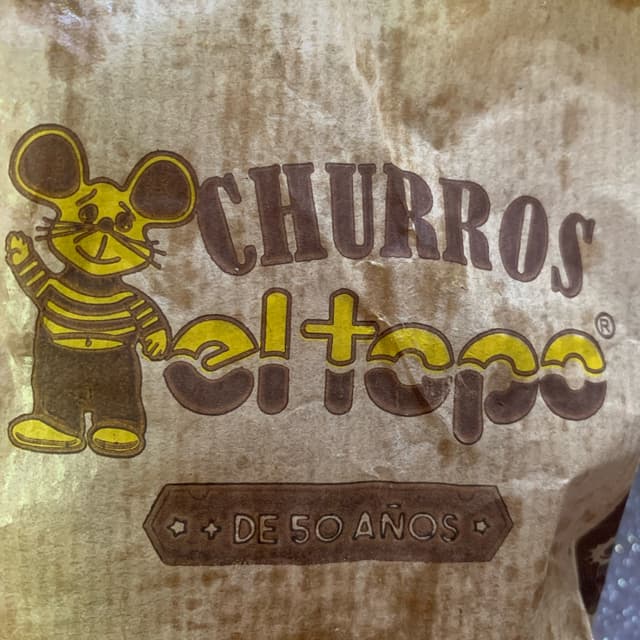 CHURROS
el topo®
+ DE 50 AÑOS